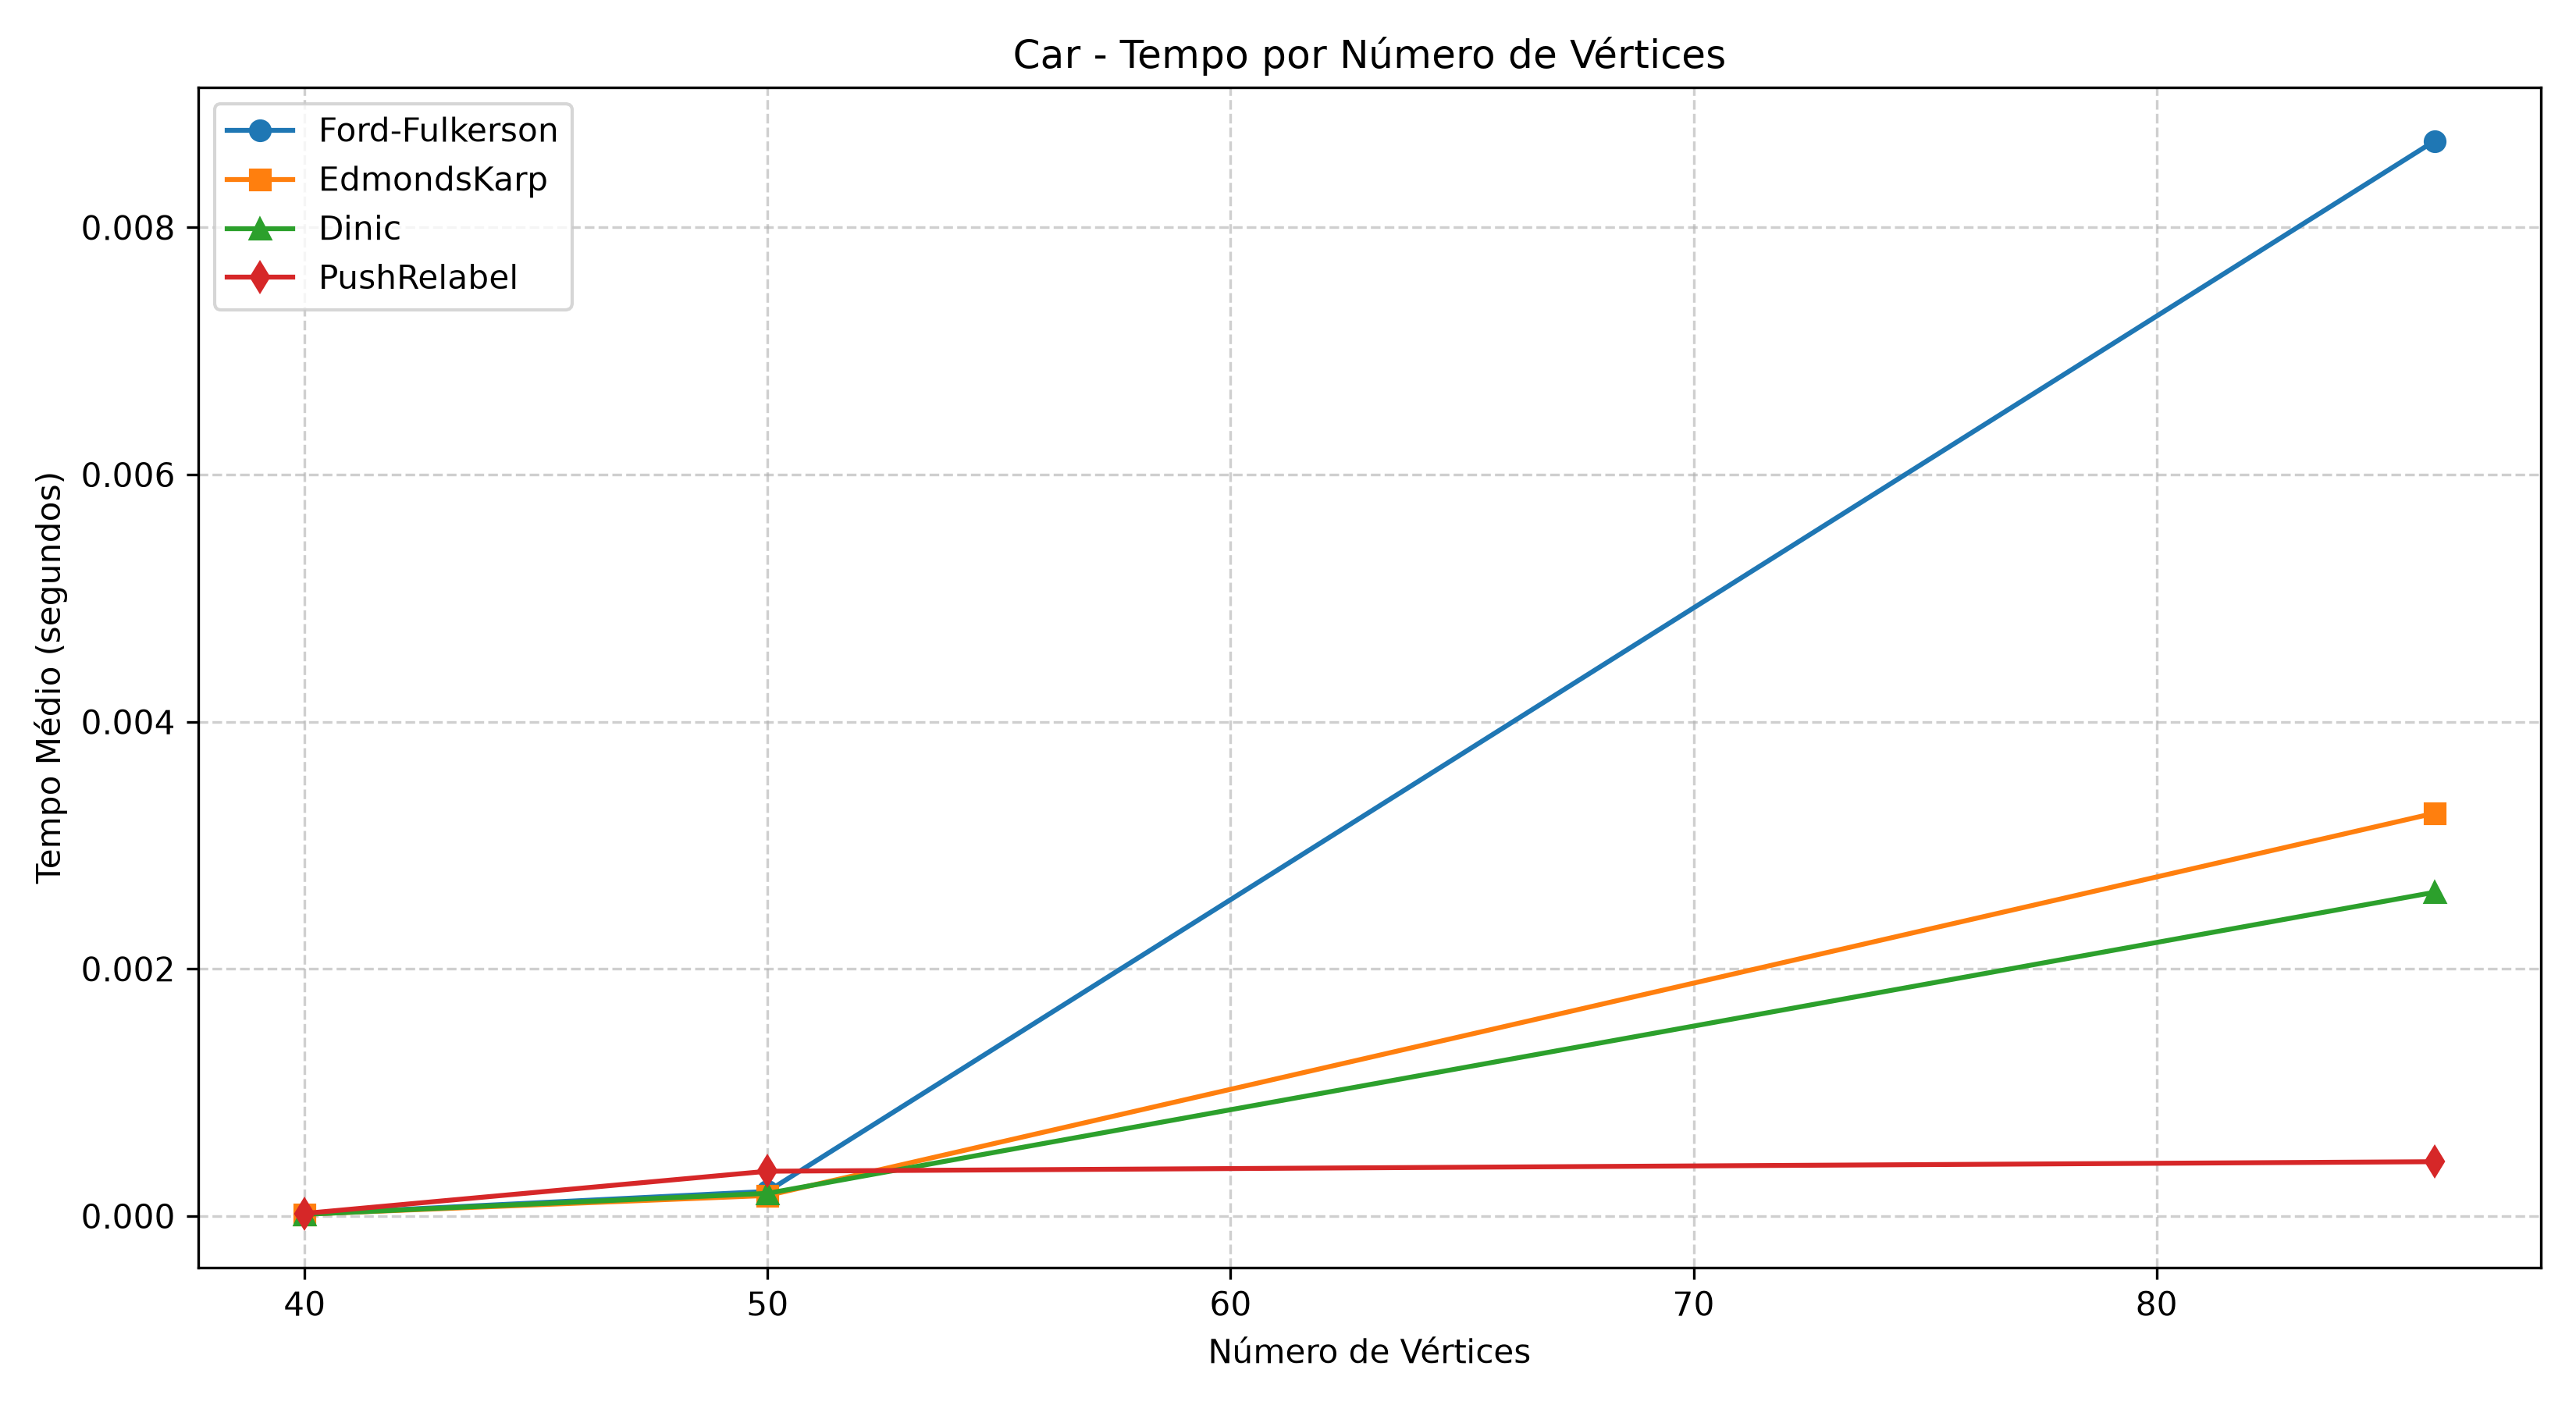 Car - Tempo por Número de Vértices
Ford-Fulkerson
EdmondsKarp
Dinic
PushRelabel
Tempo Médio (segundos)
0.008
0.006
0.004
0.002
0.000
40 50 60 70 80
Número de Vértices